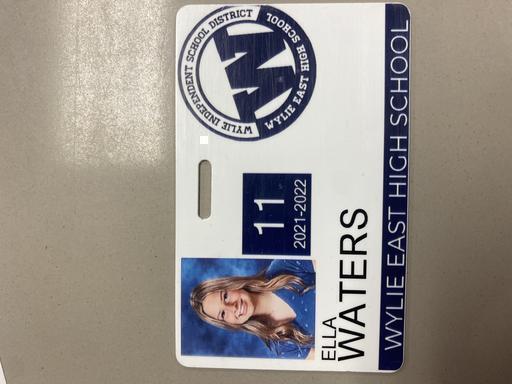 WYLIE INDEPENDENT SCHOOL DISTRICT
W
WYLIE EAST HIGH SCHOOL
11
2021-2022
ELLA
WATERS
WYLIE EAST HIGH SCHOOL